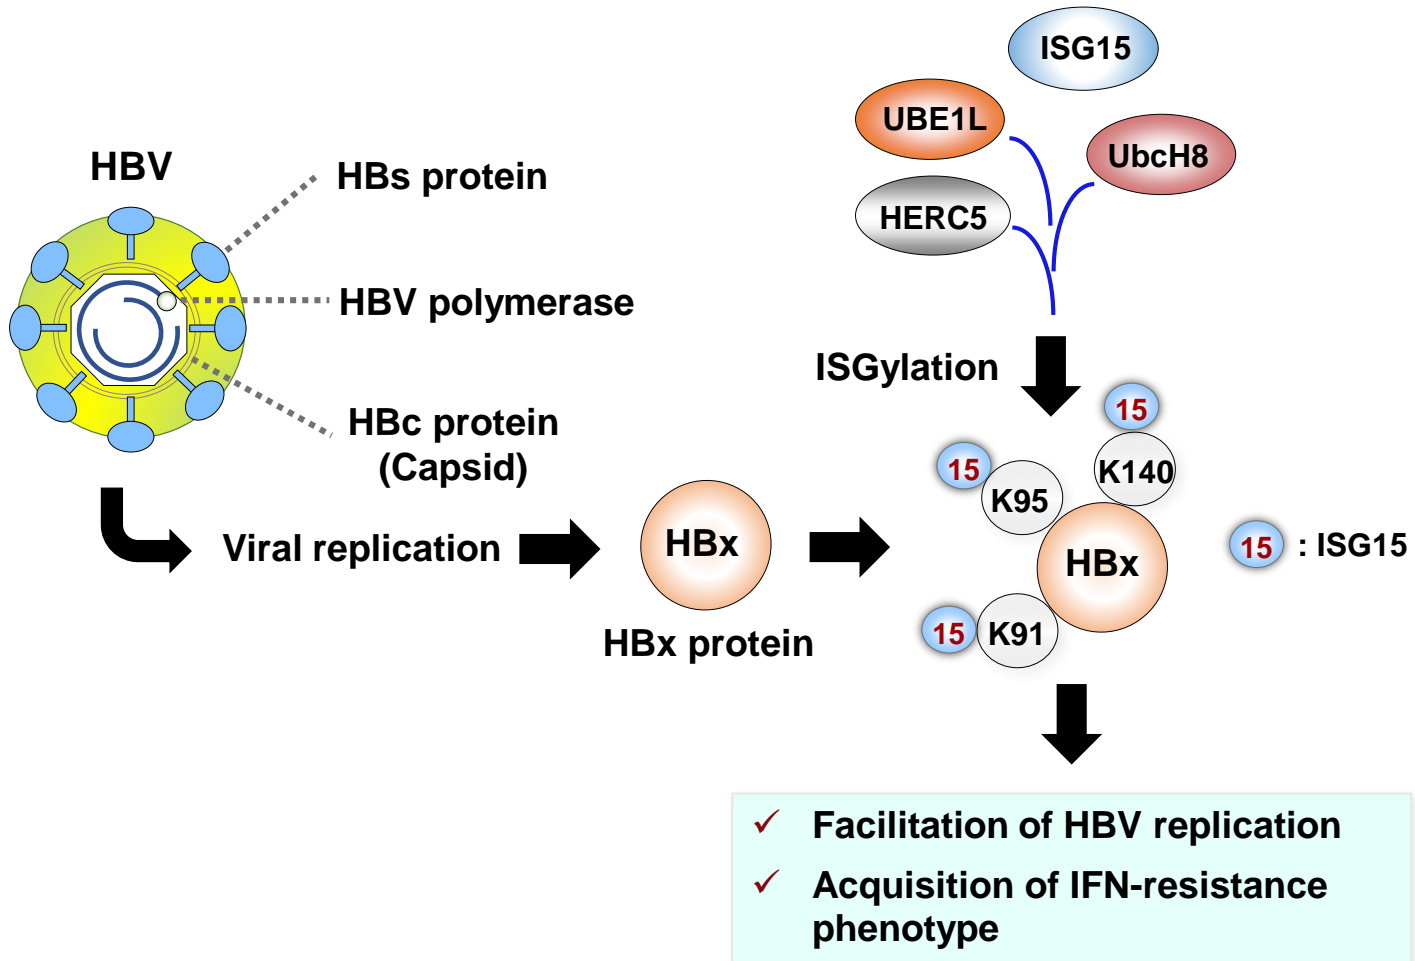 HBV
HBs protein
HBV polymerase
HBc protein
(Capsid)
ISG15
UBE1L
UbcH8
HERC5
ISGylation
Viral replication
HBx
HBx protein
15
K140
15
K95
HBx
15
K91
15 : ISG15
✓ Facilitation of HBV replication
✓ Acquisition of IFN-resistance
phenotype